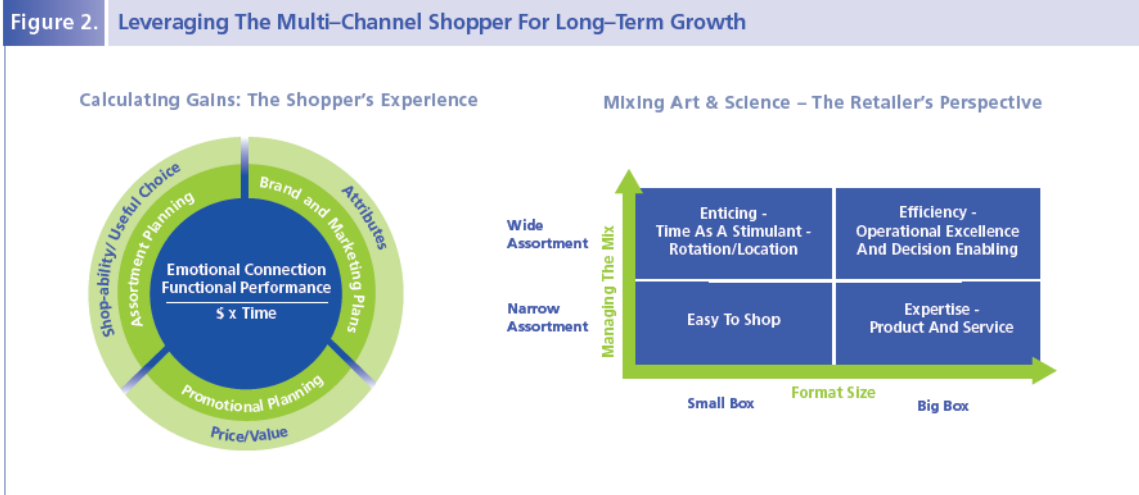 Figure 2. Leveraging The Multi–Channel Shopper For Long–Term Growth
Calculating Gains: The Shopper's Experience
Shop-ability/ Useful Choice
Attributes
Price/Value
Assortment Planning
Brand and Marketing Plans
Promotional Planning
Emotional Connection
Functional Performance
$ x Time
Mixing Art & Science – The Retailer's Perspective
Managing The Mix
Wide
Assortment
Narrow
Assortment
Enticing -
Time As A Stimulant -
Rotation/Location
Efficiency -
Operational Excellence
And Decision Enabling
Easy To Shop
Expertise -
Product And Service
Format Size
Small Box
Big Box